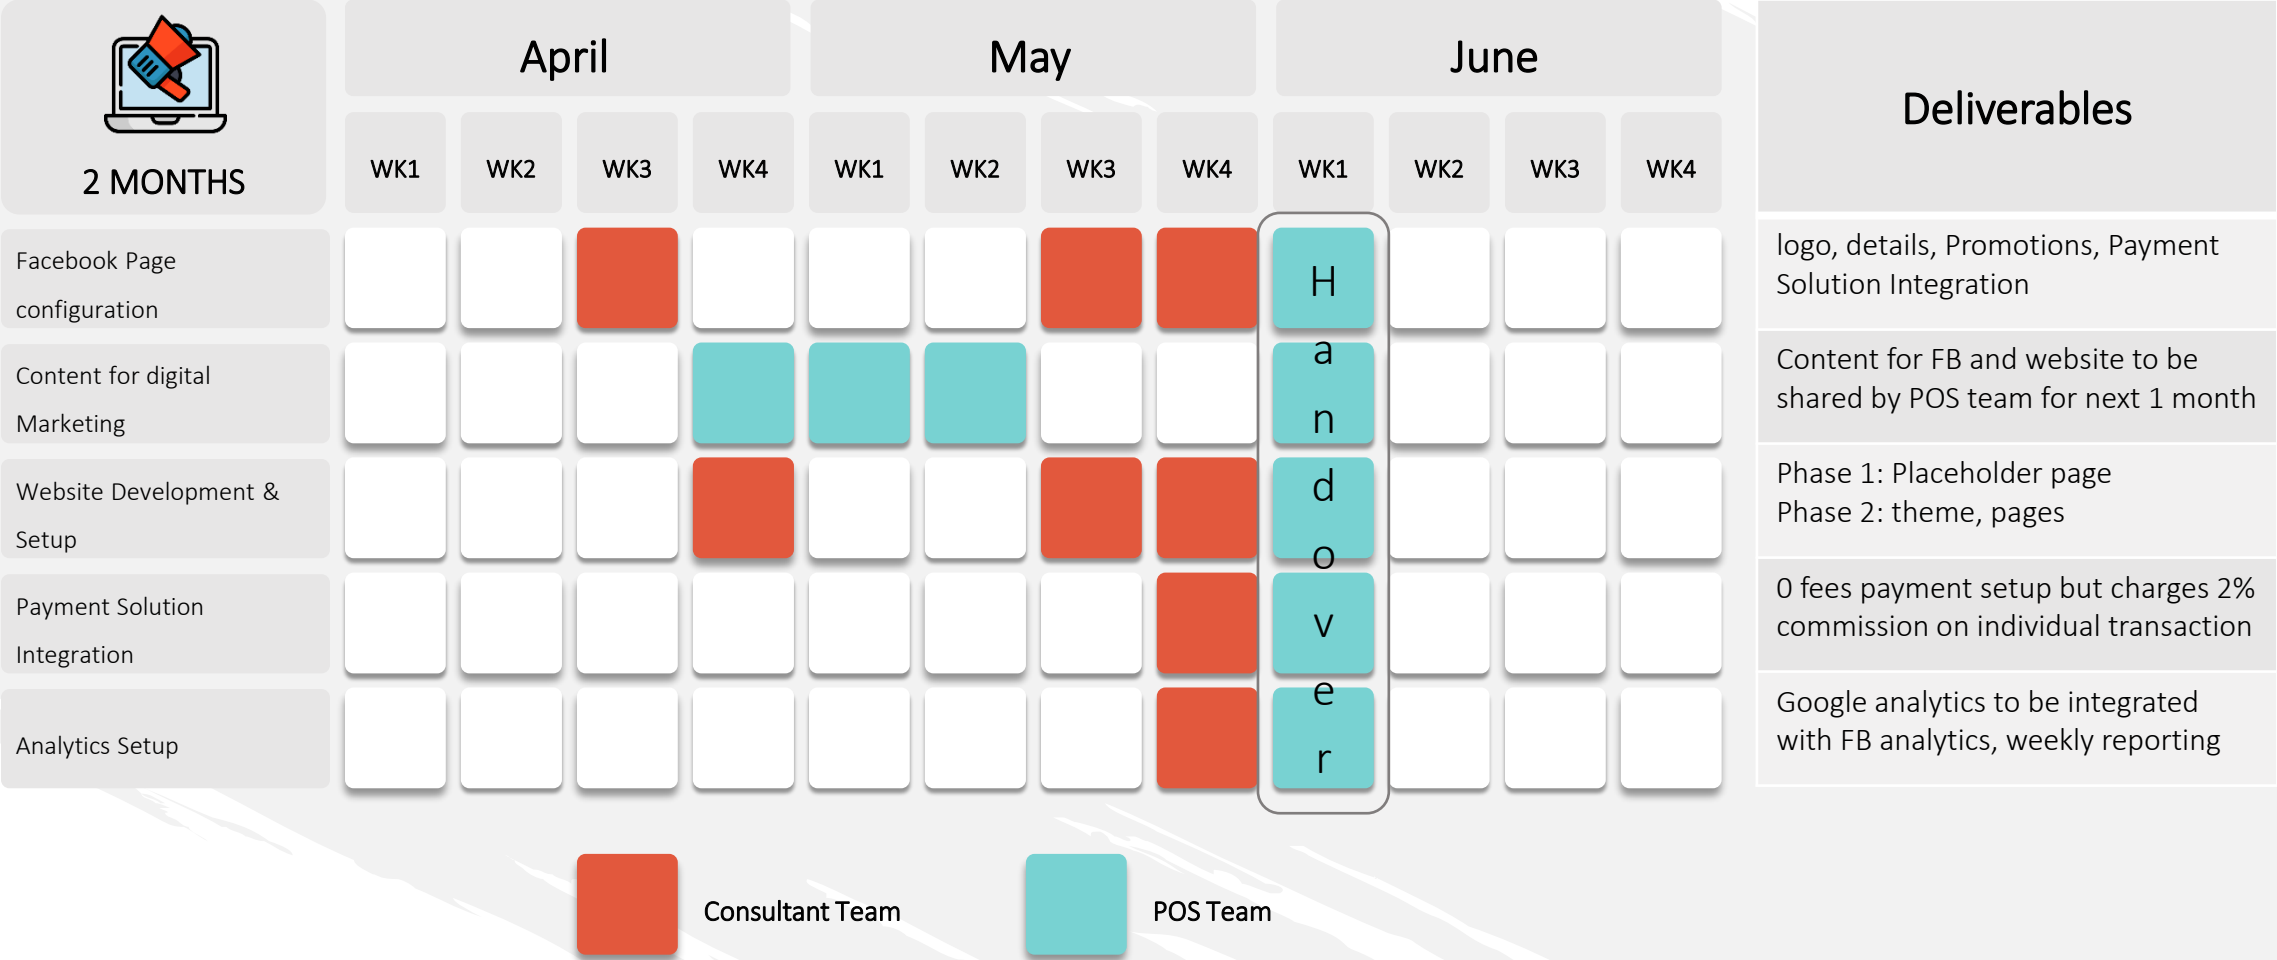 April
May
June
Deliverables
2 MONTHS
WK1
WK2
WK3
WK4
WK1
WK2
WK3
WK4
WK1
WK2
WK3
WK4
Facebook Page
configuration
logo, details, Promotions, Payment
Solution Integration
Content for digital
Marketing
Content for FB and website to be
shared by POS team for next 1 month
Website Development &
Setup
Phase 1: Placeholder page
Phase 2: theme, pages
Payment Solution
Integration
0 fees payment setup but charges 2%
commission on individual transaction
Analytics Setup
Google analytics to be integrated
with FB analytics, weekly reporting
Handover
Consultant Team
POS Team